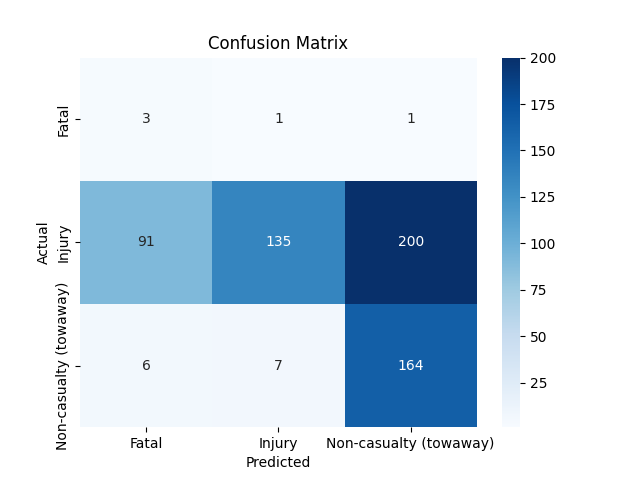 Confusion Matrix
200
175
150
125
100
75
50
25
Actual
Fatal
3 1 1
Injury
91 135 200
Non-casualty (towaway)
6 7 164
Fatal Injury Non-casualty (towaway)
Predicted